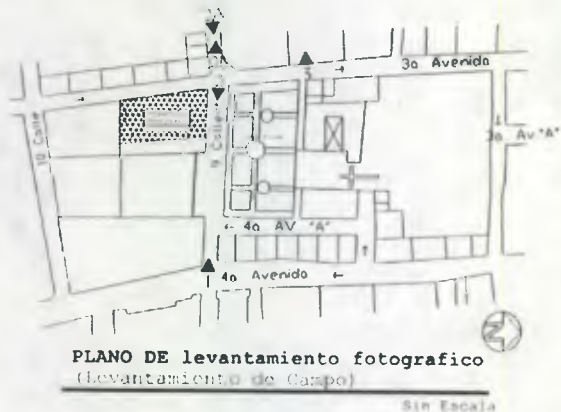 3a Avenida
10 Calle
9 Calle
3a Av. "A"
4a AV "A"
4a Avenida
PLANO DE levantamiento fotografico
(Levantamiento de Campo)
Sin Escala